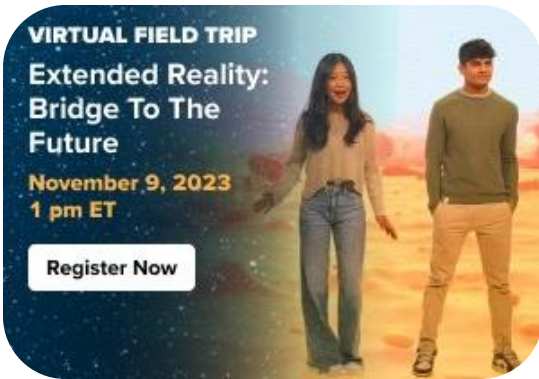 VIRTUAL FIELD TRIP
Extended Reality:
Bridge To The
Future
November 9, 2023
1 pm ET
Register Now